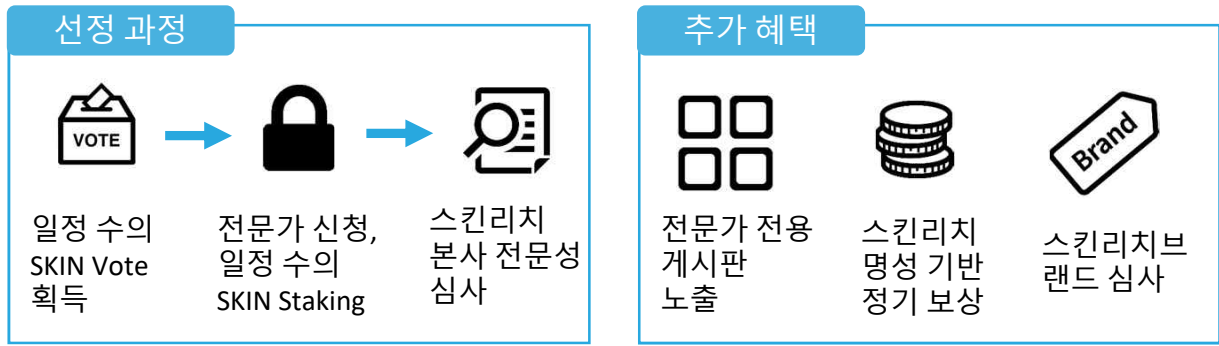 선정 과정
VOTE
일정 수의
SKIN Vote
획득
전문가 신청,
일정 수의
SKIN Staking
스킨리치
본사 전문성
심사
추가 혜택
전문가 전용
게시판
노출
스킨리치
명성 기반
정기 보상
Brand
스킨리치브
랜드 심사